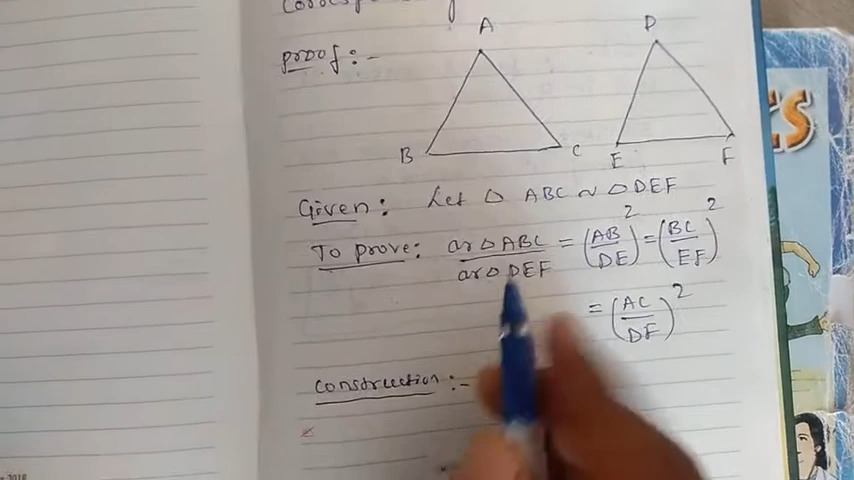 proof:-
A
D
B
C
E
F
Given: Let △ ABC ~ △DEF
To prove: ar△ABC/ar△DEF = (AB/DE)² = (BC/EF)²
= (AC/DF)²
construction:-